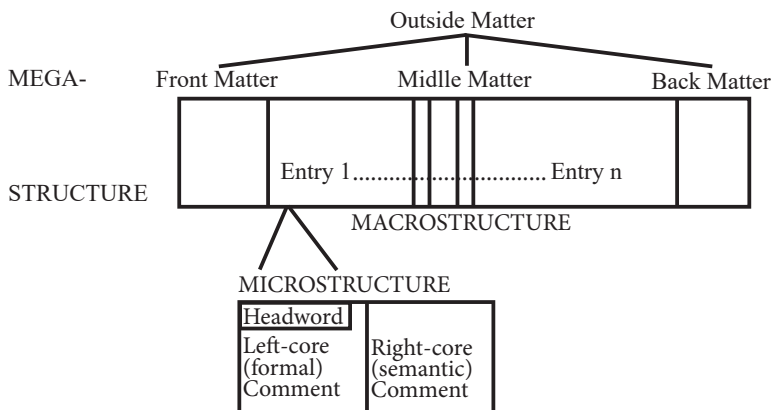 Outside Matter
MEGA- Front Matter Midlle Matter Back Matter
Entry 1.............................. Entry n
STRUCTURE
MACROSTRUCTURE
MICROSTRUCTURE
Headword
Left-core
(formal)
Comment
Right-core
(semantic)
Comment